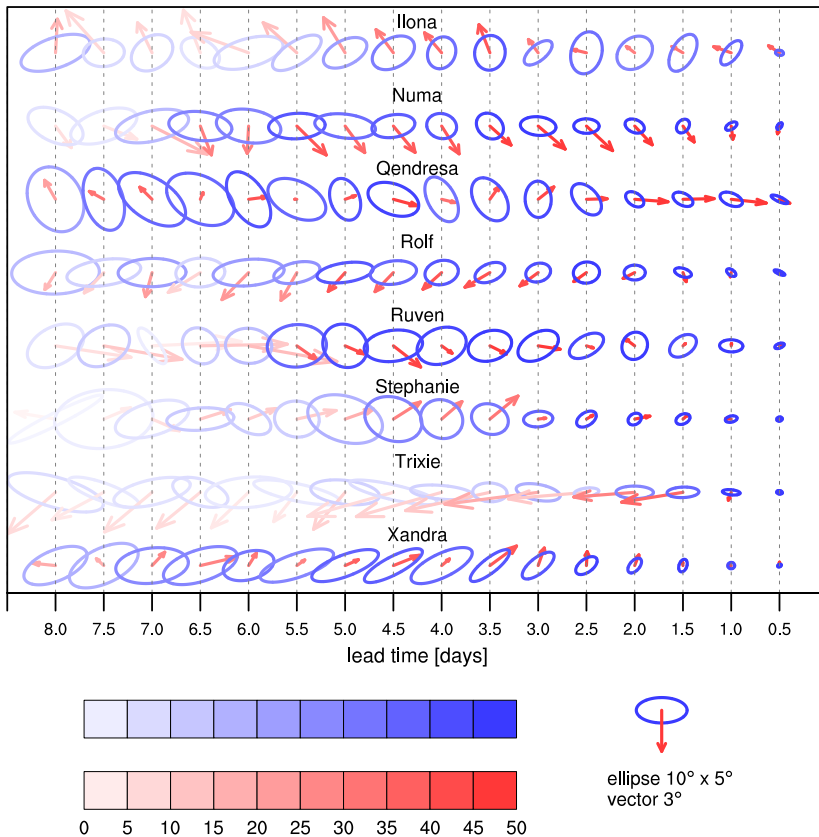 Ilona
Numa
Qendresa
Rolf
Ruven
Stephanie
Trixie
Xandra
8.0 7.5 7.0 6.5 6.0 5.5 5.0 4.5 4.0 3.5 3.0 2.5 2.0 1.5 1.0 0.5
lead time [days]
ellipse 10° x 5°
vector 3°
0 5 10 15 20 25 30 35 40 45 50